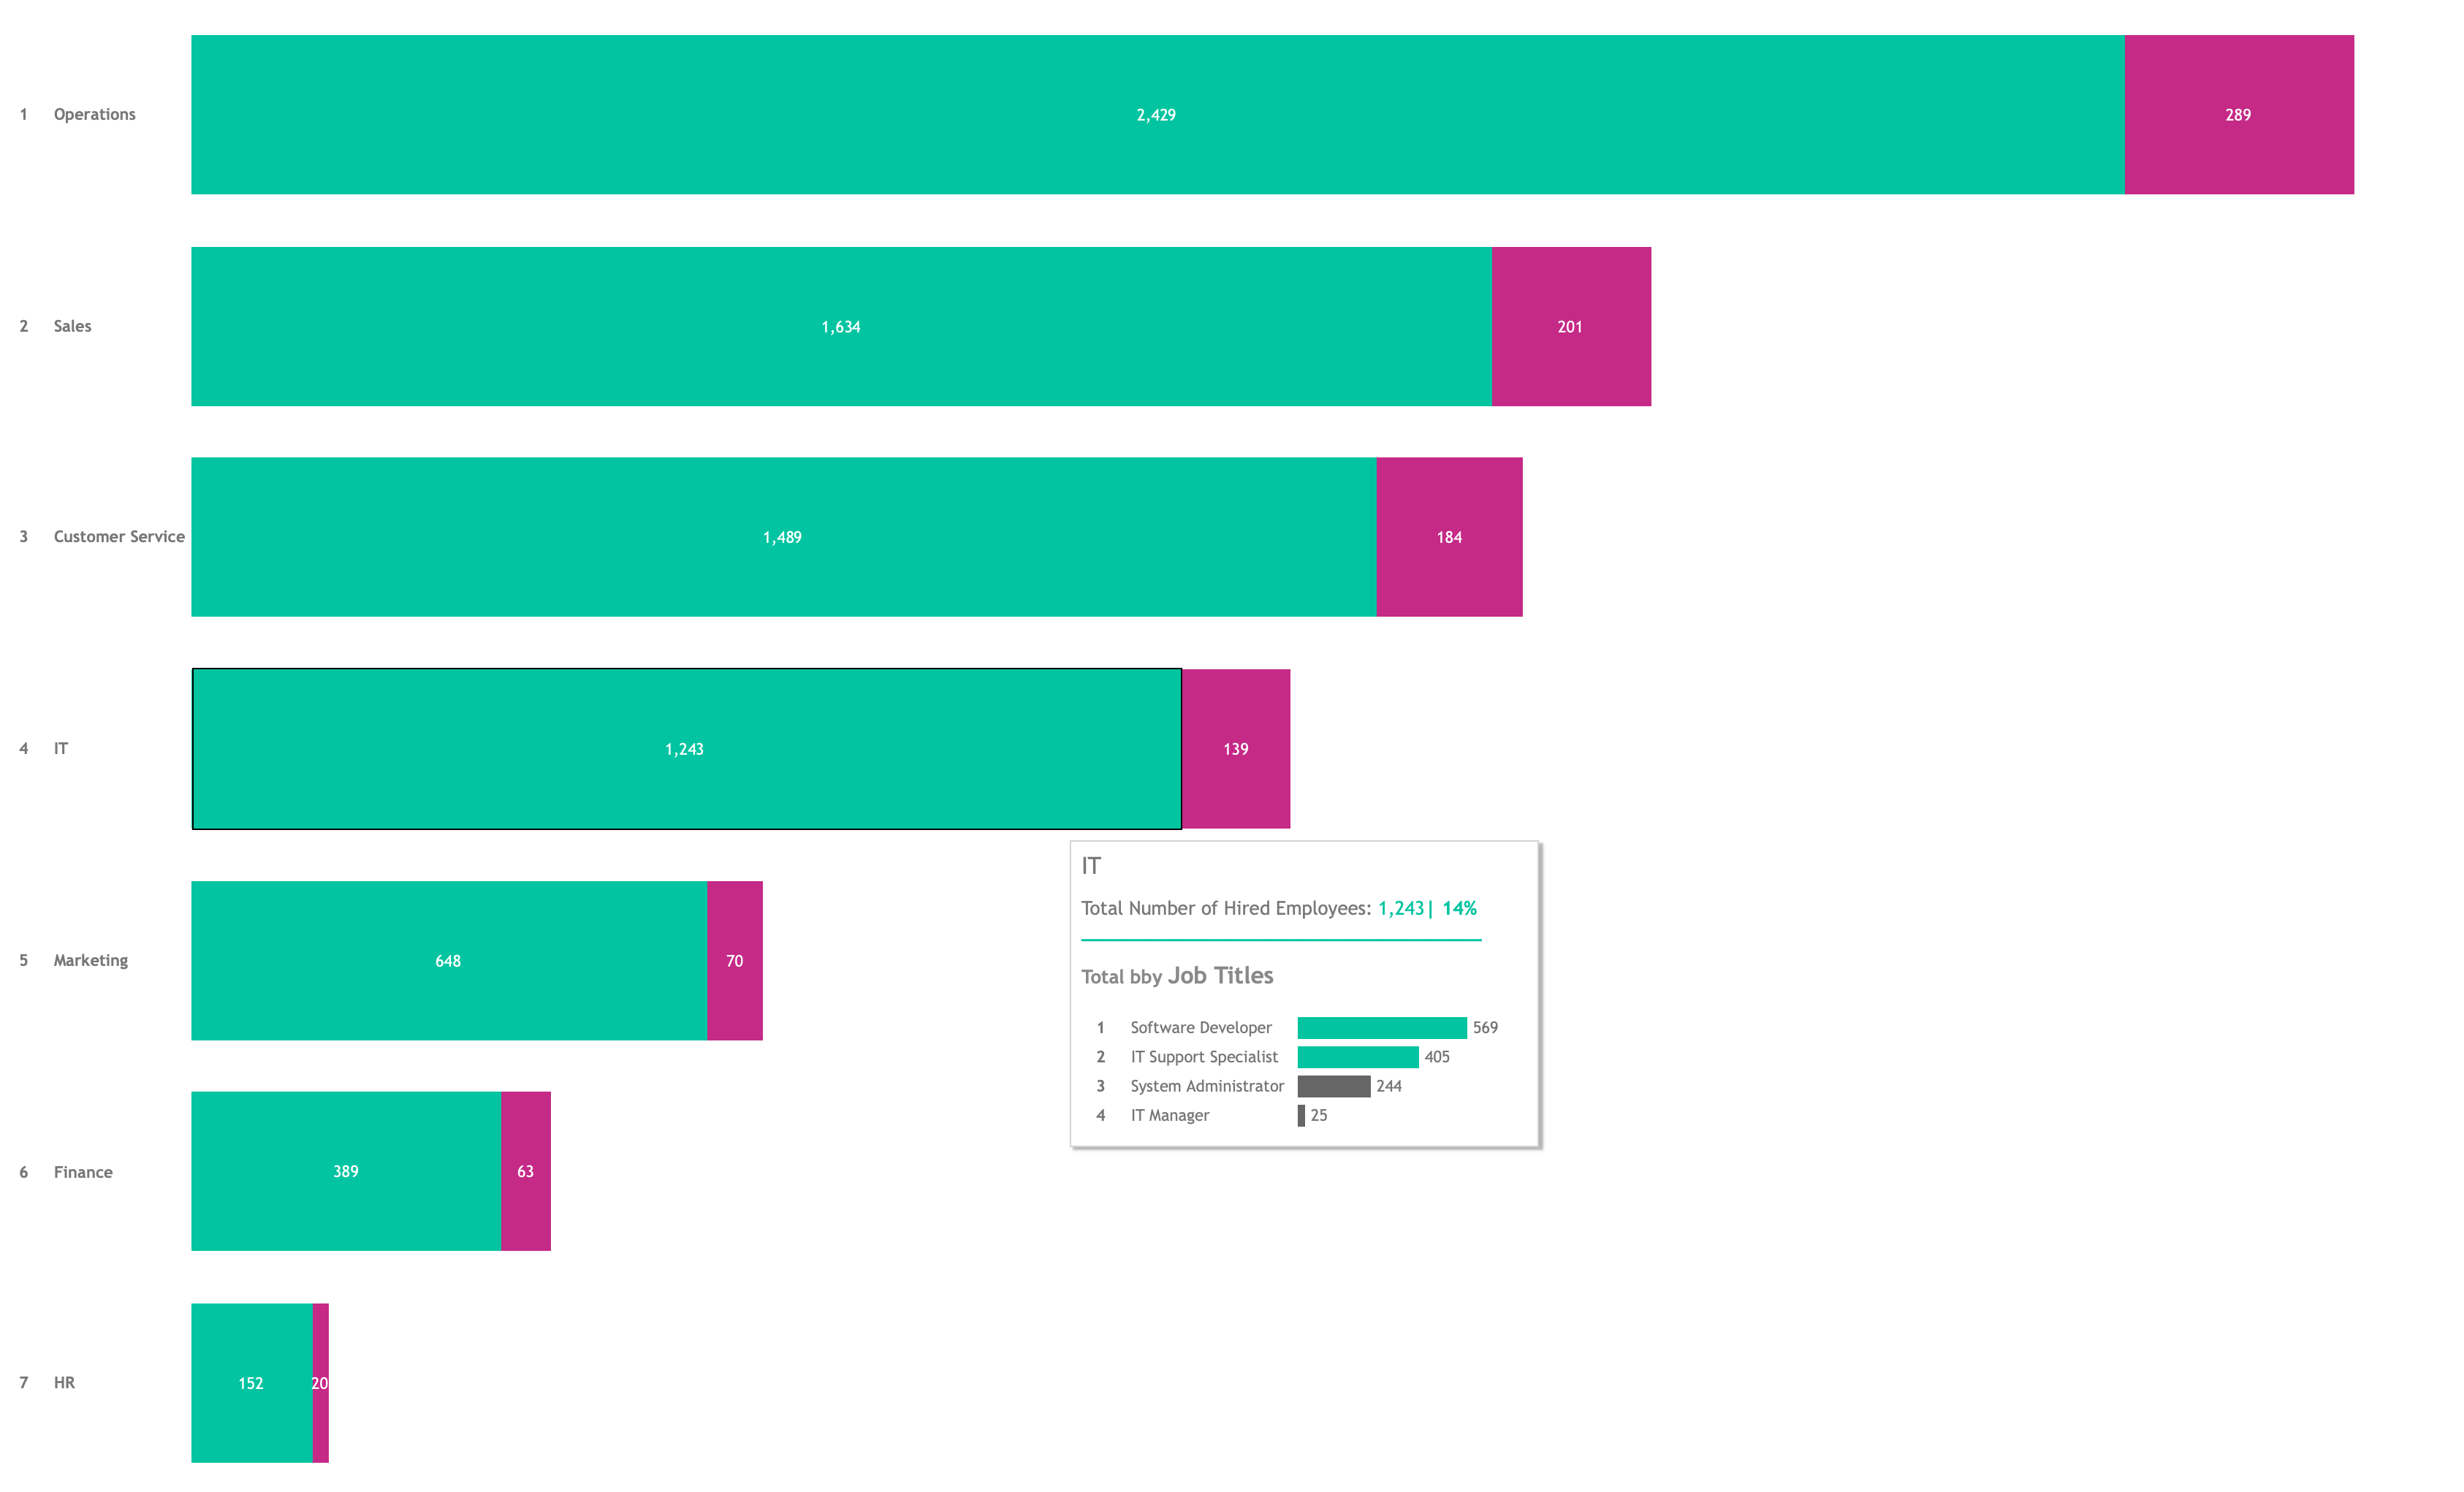 1 Operations 2,429 289
2 Sales 1,634 201
3 Customer Service 1,489 184
4 IT 1,243 139
IT
Total Number of Hired Employees: 1,243| 14%
Total bby Job Titles
1 Software Developer 569
2 IT Support Specialist 405
3 System Administrator 244
4 IT Manager 25
5 Marketing 648 70
6 Finance 389 63
7 HR 152 20